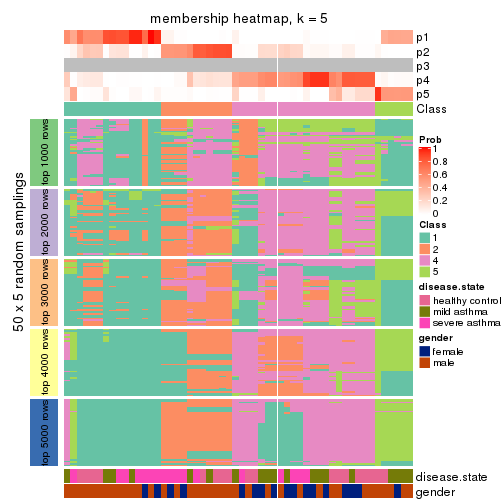 membership heatmap, k = 5
p1
p2
p3
p4
p5
Class
50 x 5 random samplings
top 1000 rows
top 2000 rows
top 3000 rows
top 4000 rows
top 5000 rows
disease.state
gender
Prob
1
0.8
0.6
0.4
0.2
0
Class
1
2
4
5
disease.state
healthy control
mild asthma
severe asthma
gender
female
male